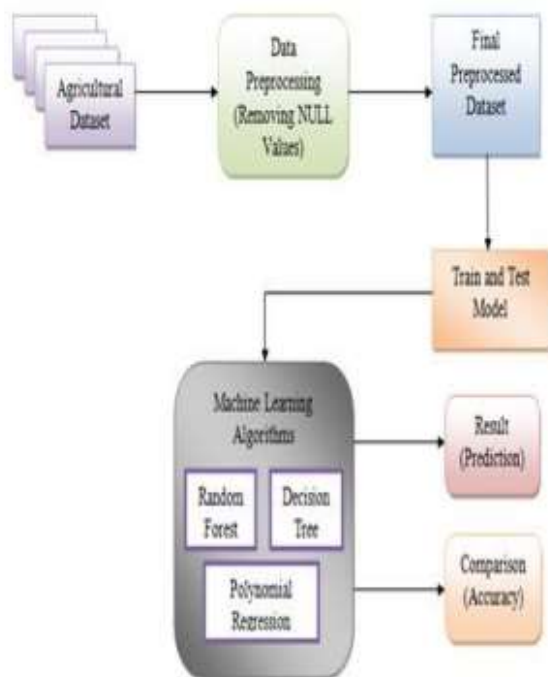 Agricultural
Dataset
Data
Preprocessing
(Removing NULL
Values)
Final
Preprocessed
Dataset
Train and Test
Model
Machine Learning
Algorithms
Random
Forest
Decision
Tree
Polynomial
Regression
Result
(Prediction)
Comparison
(Accuracy)